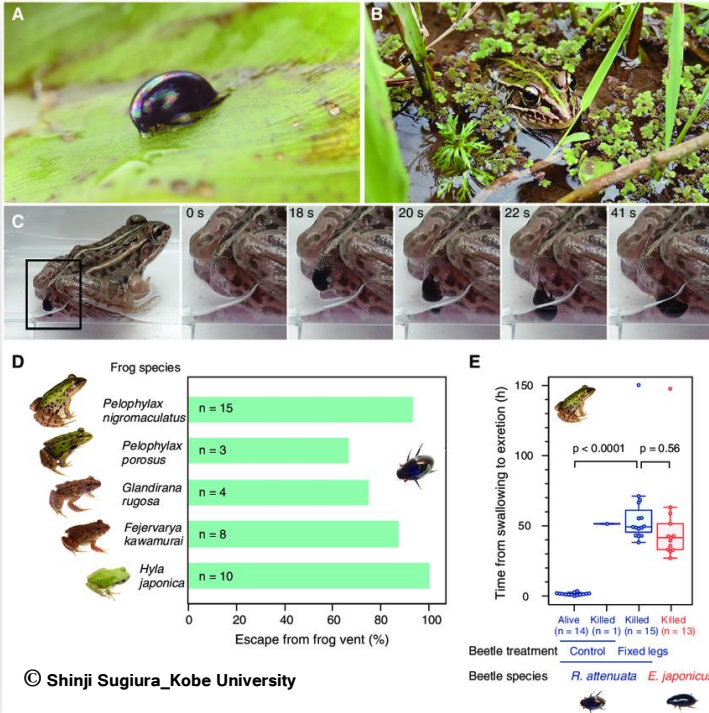 A
B
C
0 s
18 s
20 s
22 s
41 s
D
Frog species
Pelophylax
nigromaculatus
n = 15
Pelophylax
porosus
n = 3
Glandirana
rugosa
n = 4
Fejervarya
kawamurai
n = 8
Hyla
japonica
n = 10
0
20
40
60
80
100
Escape from frog vent (%)
E
Time from swallowing to exretion (h)
150
100
50
0
p < 0.0001
p = 0.56
Alive
(n = 14)
Killed
(n = 1)
Killed
(n = 15)
Killed
(n = 13)
Beetle treatment
Control
Fixed legs
Beetle species
R. attenuata
E. japonicus
© Shinji Sugiura_Kobe University